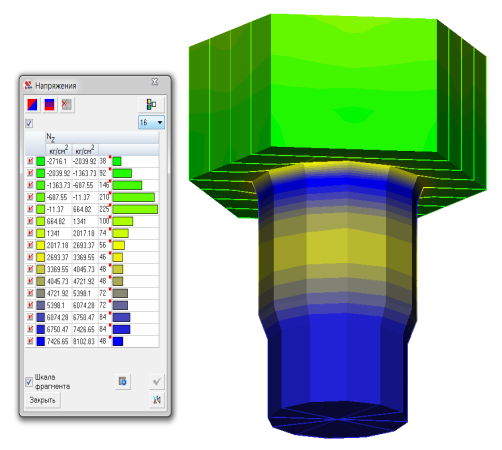 Напряжения
16
Nz
кг/см2 кг/см2
-2716.1 -2039.92 38
-2039.92 -1363.73 92
-1363.73 -687.55 146
-687.55 -11.37 210
-11.37 664.82 225
664.82 1341 100
1341 2017.18 74
2017.18 2693.37 56
2693.37 3369.55 46
3369.55 4045.73 48
4045.73 4721.92 48
4721.92 5398.1 72
5398.1 6074.28 72
6074.28 6750.47 84
6750.47 7426.65 84
7426.65 8102.83 48
Шкала
фрагмента
Закрыть